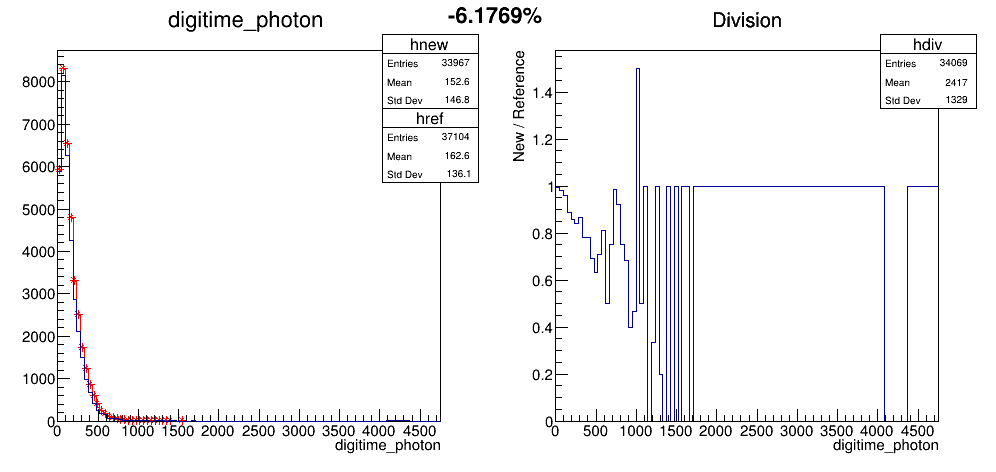 -6.1769%
digitime_photon
hnew
Entries 33967
Mean 152.6
Std Dev 146.8
href
Entries 37104
Mean 162.6
Std Dev 136.1
8000
7000
6000
5000
4000
3000
2000
1000
0
0 500 1000 1500 2000 2500 3000 3500 4000 4500
digitime_photon
Division
hdiv
Entries 34069
Mean 2417
Std Dev 1329
New / Reference
1.4
1.2
1
0.8
0.6
0.4
0.2
0
0 500 1000 1500 2000 2500 3000 3500 4000 4500
digitime_photon